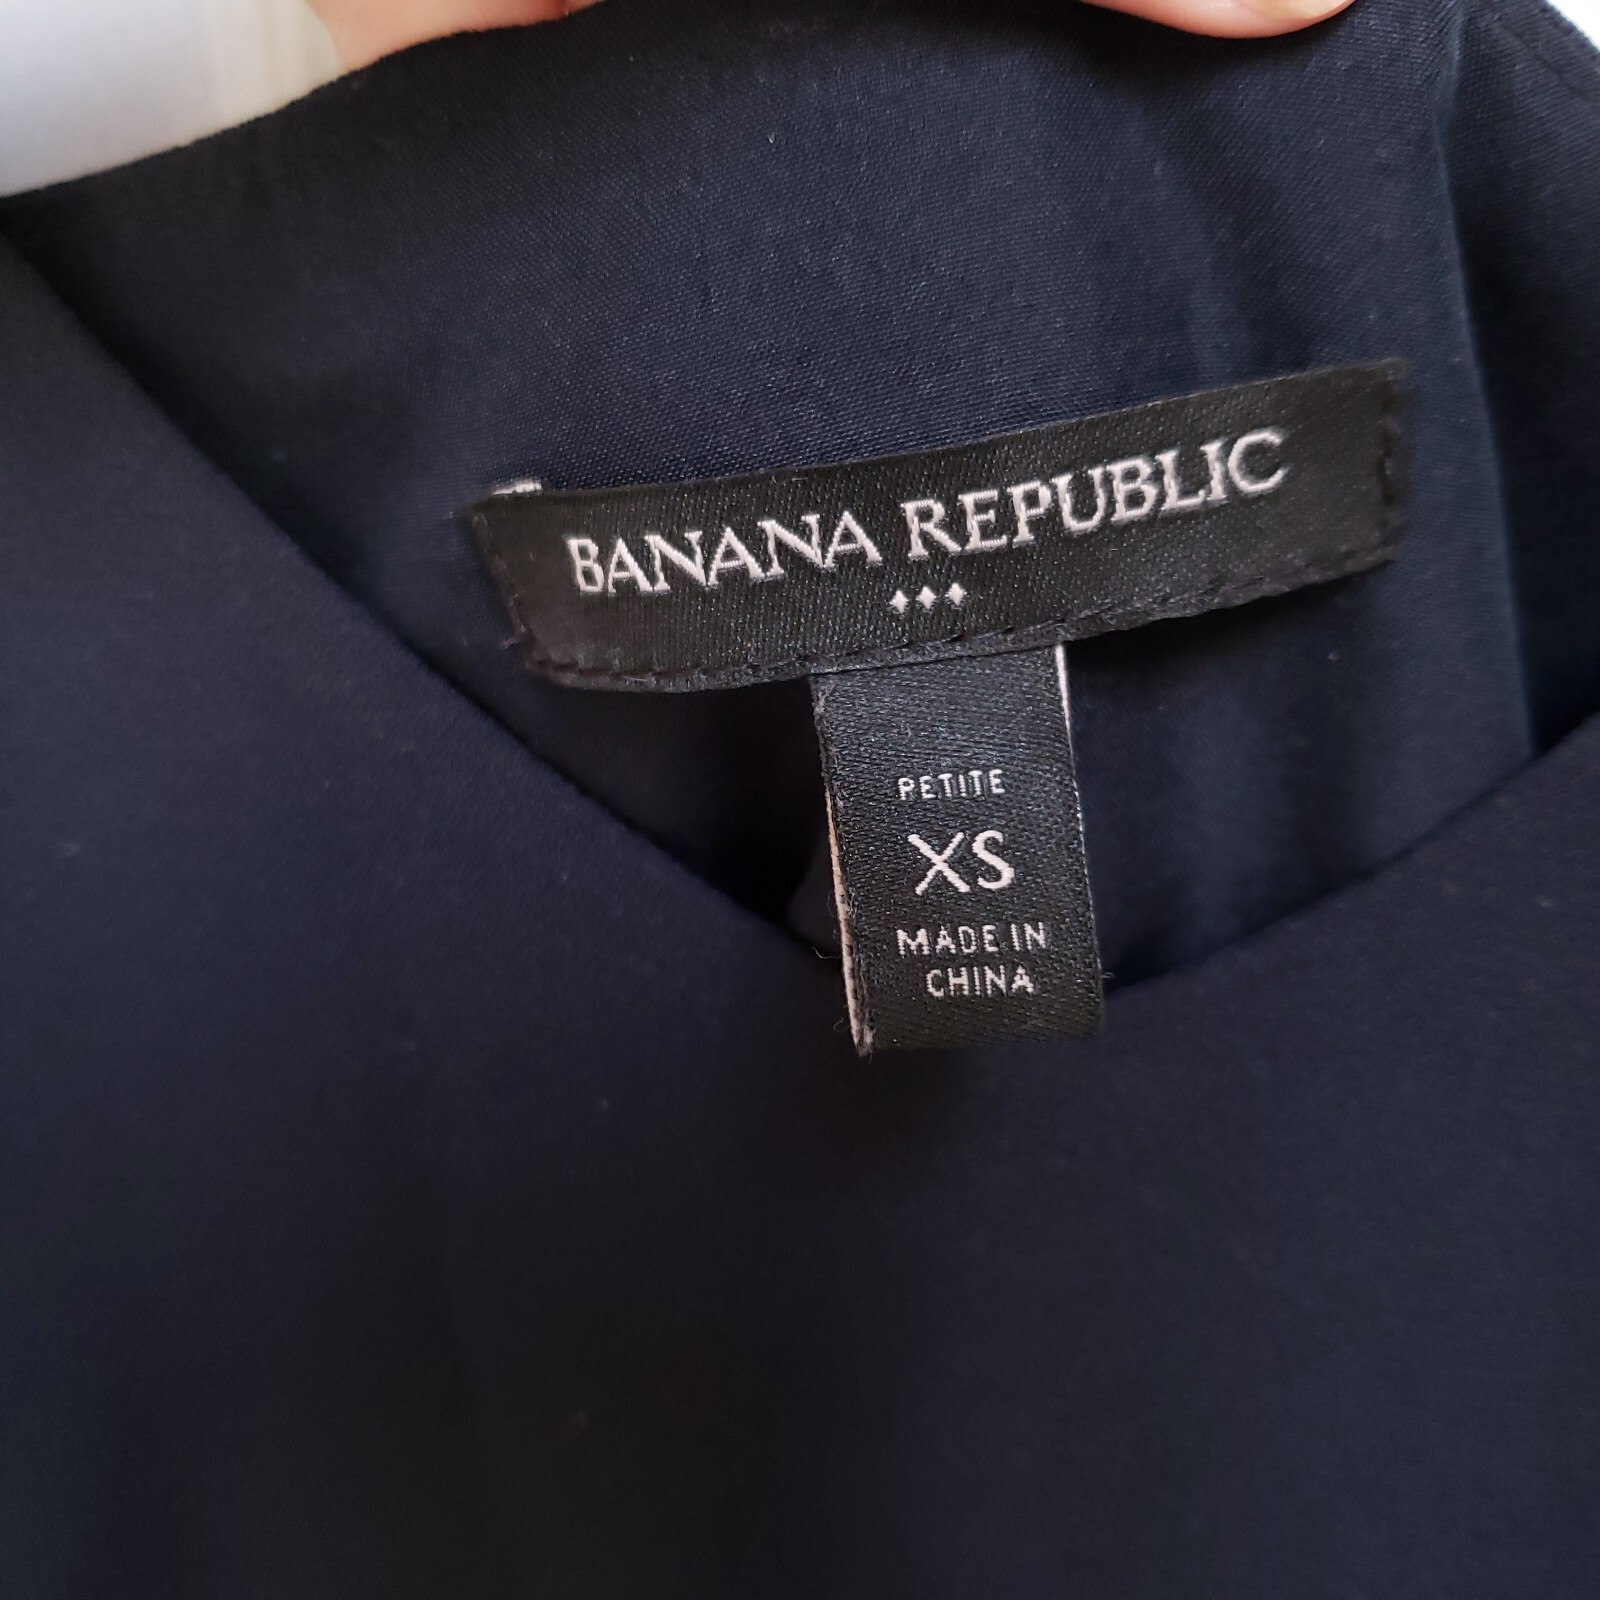 BANANA REPUBLIC
PETITE
XS
MADE IN
CHINA